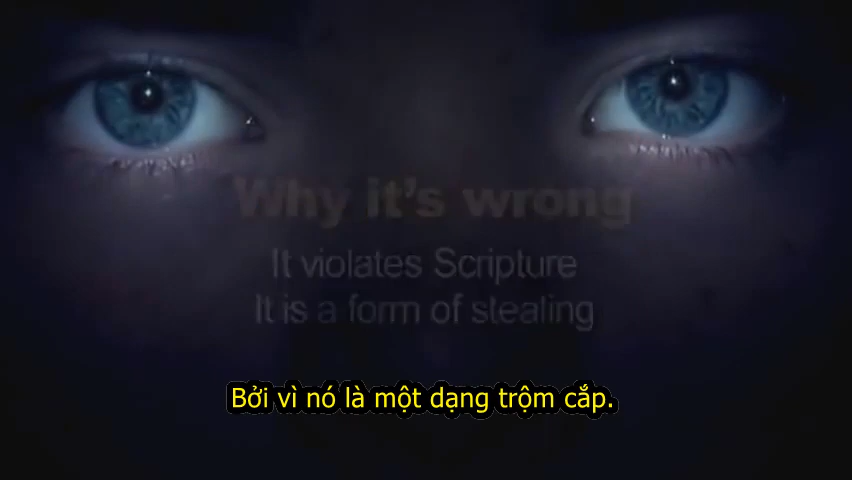 Why it's wrong
It violates Scripture
It is a form of stealing
Bởi vì nó là một dạng trộm cắp.